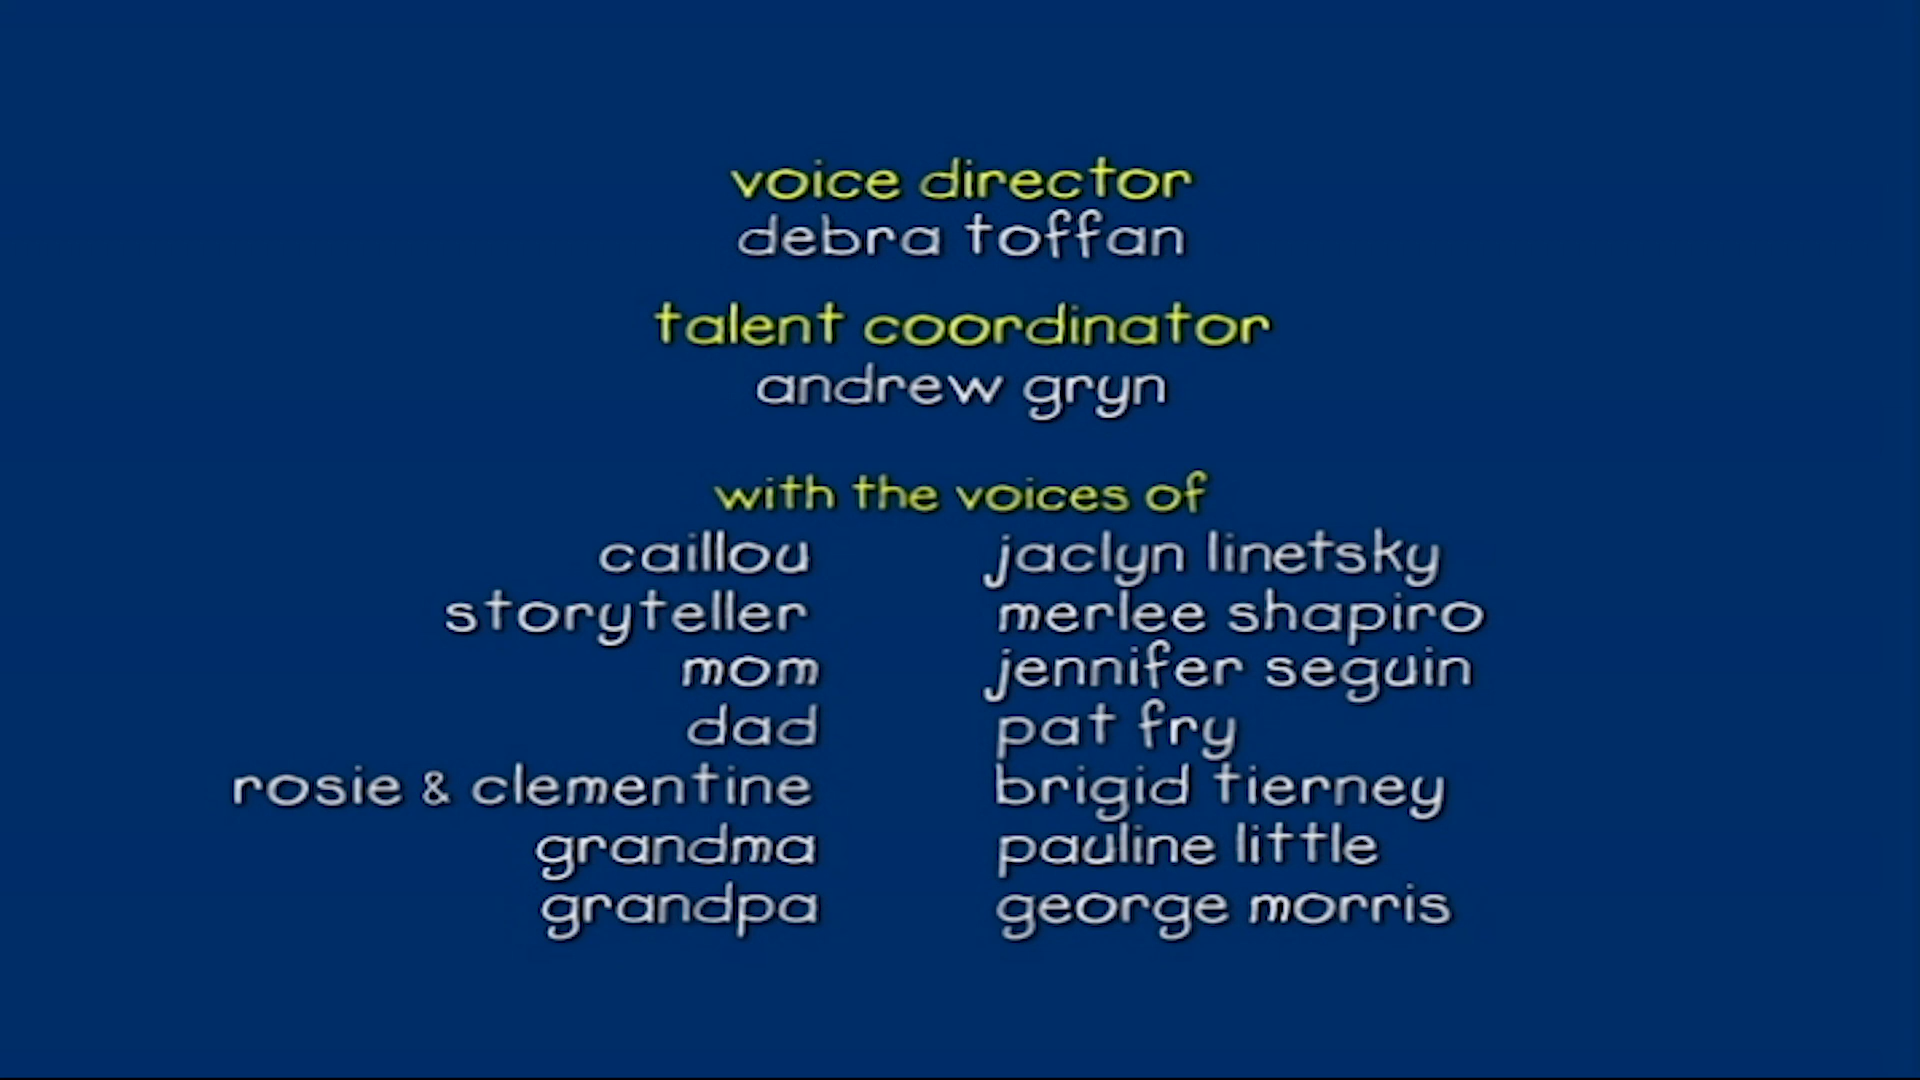 voice director
debra toffan
talent coordinator
andrew gryn
with the voices of
caillou jaclyn linetsky
storyteller merlee shapiro
mom jennifer seguin
dad pat fry
rosie & clementine brigid tierney
grandma pauline little
grandpa george morris